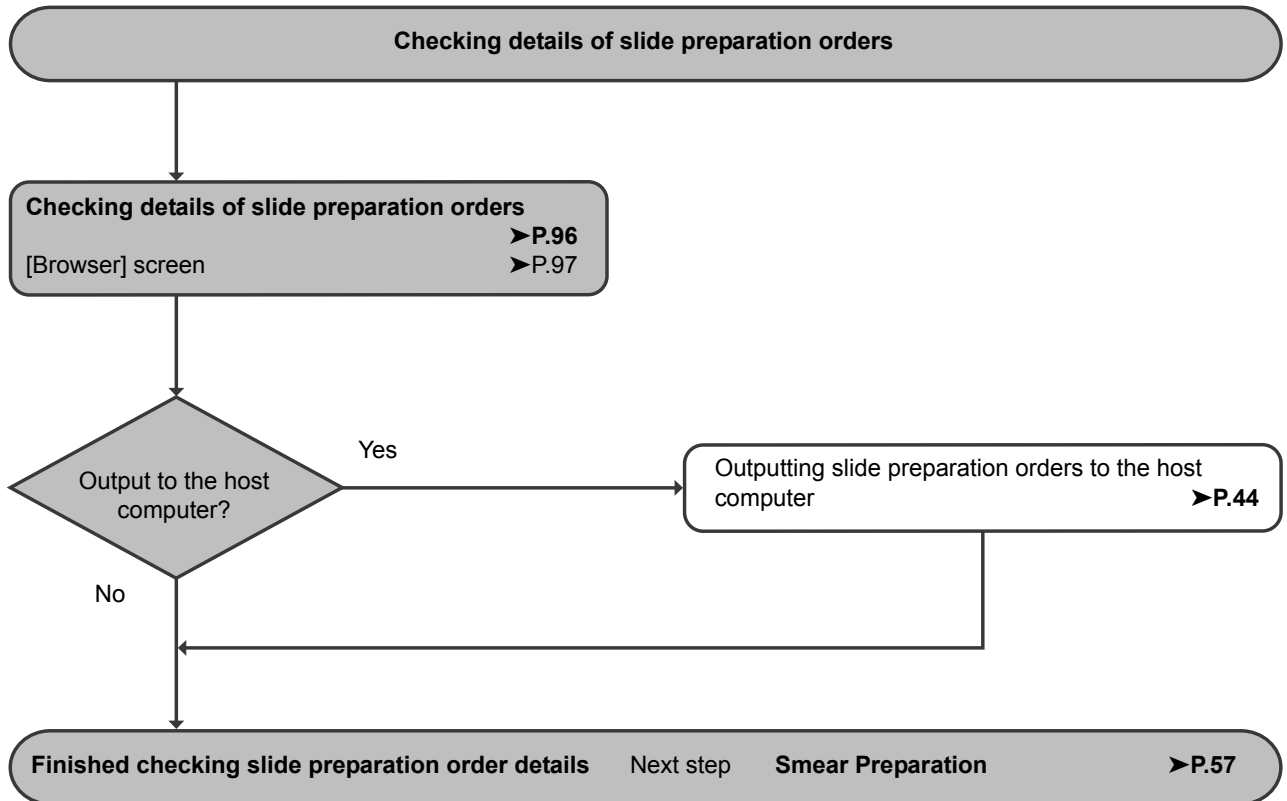 Checking details of slide preparation orders
Checking details of slide preparation orders
➤P.96
[Browser] screen ➤P.97
Output to the host
computer?
Yes
Outputting slide preparation orders to the host
computer ➤P.44
No
Finished checking slide preparation order details Next step Smear Preparation ➤P.57